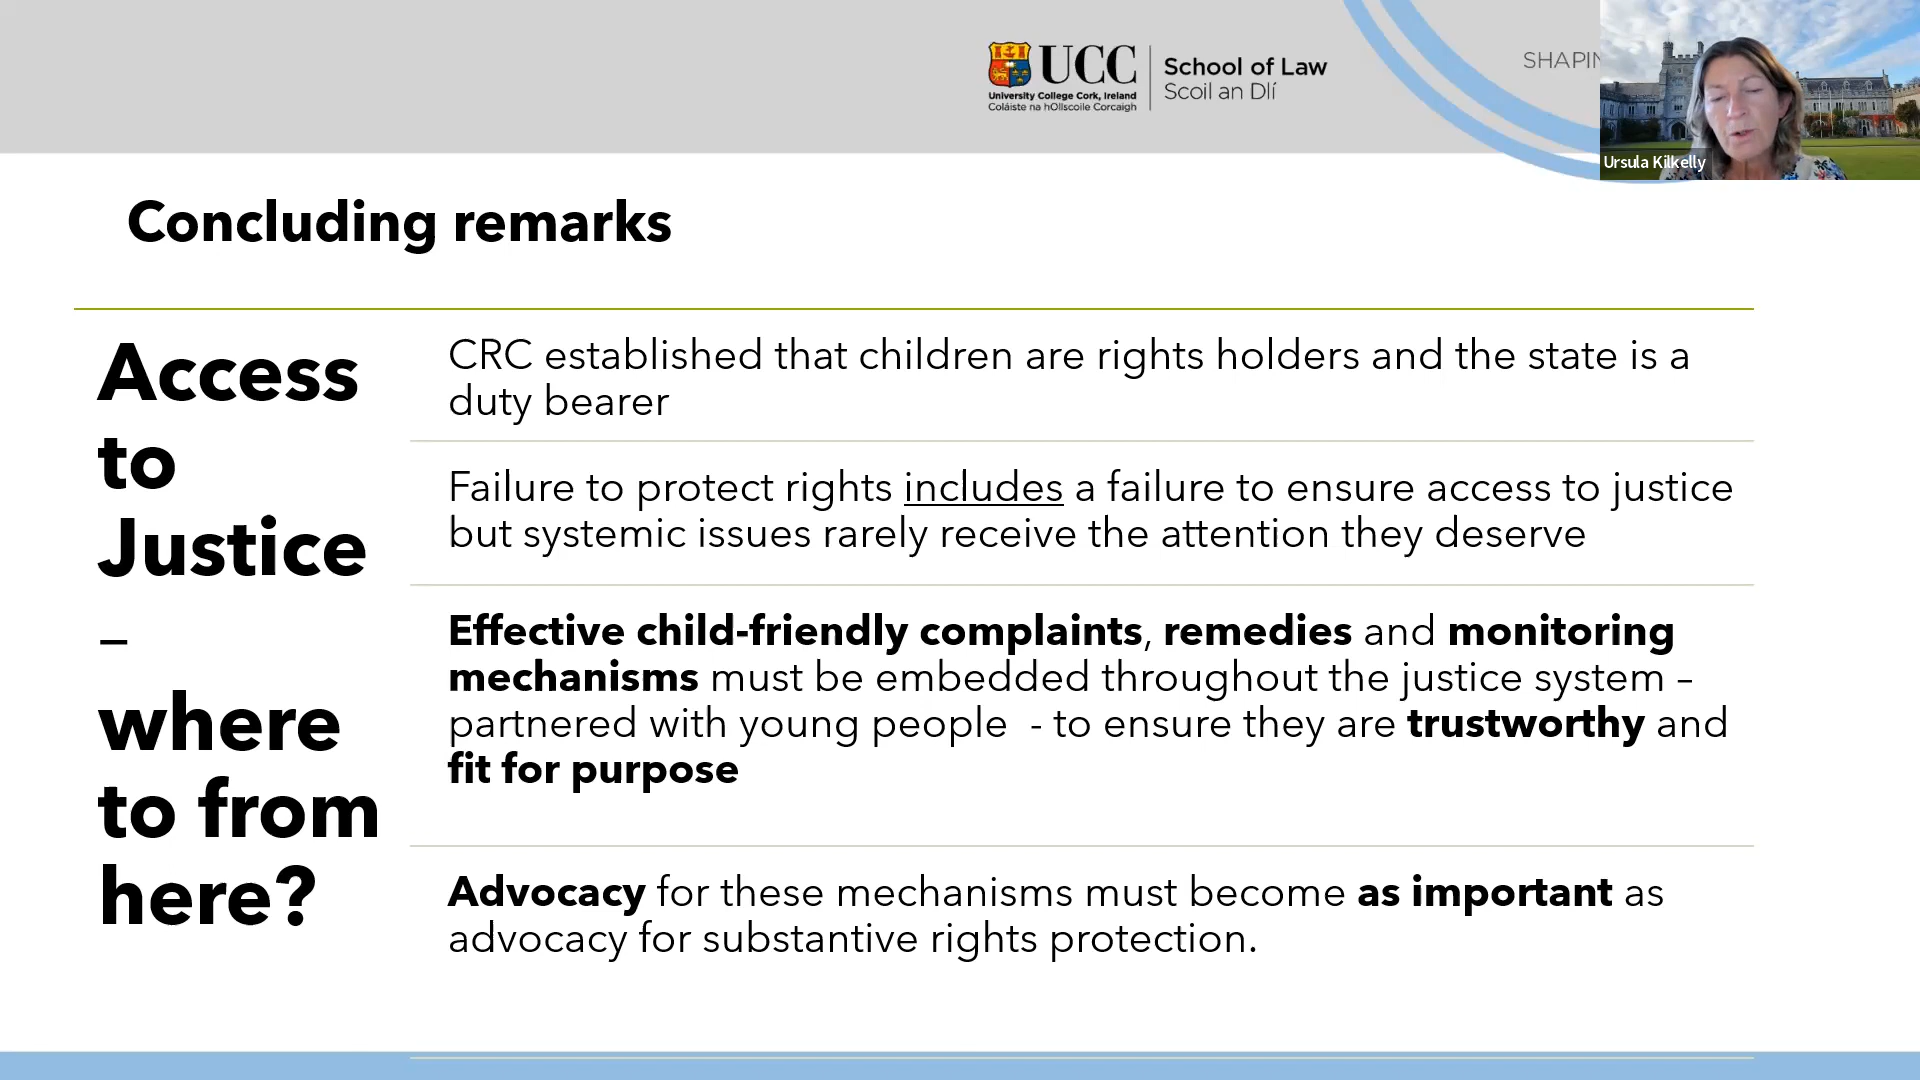 UCC
University College Cork, Ireland
Coláiste na hOllscoile Corcaigh
School of Law
Scoil an Dlí
SHAPIN
Ursula Kilkelly
Concluding remarks
Access
to
Justice
–
where
to from
here?
CRC established that children are rights holders and the state is a
duty bearer
Failure to protect rights includes a failure to ensure access to justice
but systemic issues rarely receive the attention they deserve
Effective child-friendly complaints, remedies and monitoring
mechanisms must be embedded throughout the justice system –
partnered with young people - to ensure they are trustworthy and
fit for purpose
Advocacy for these mechanisms must become as important as
advocacy for substantive rights protection.